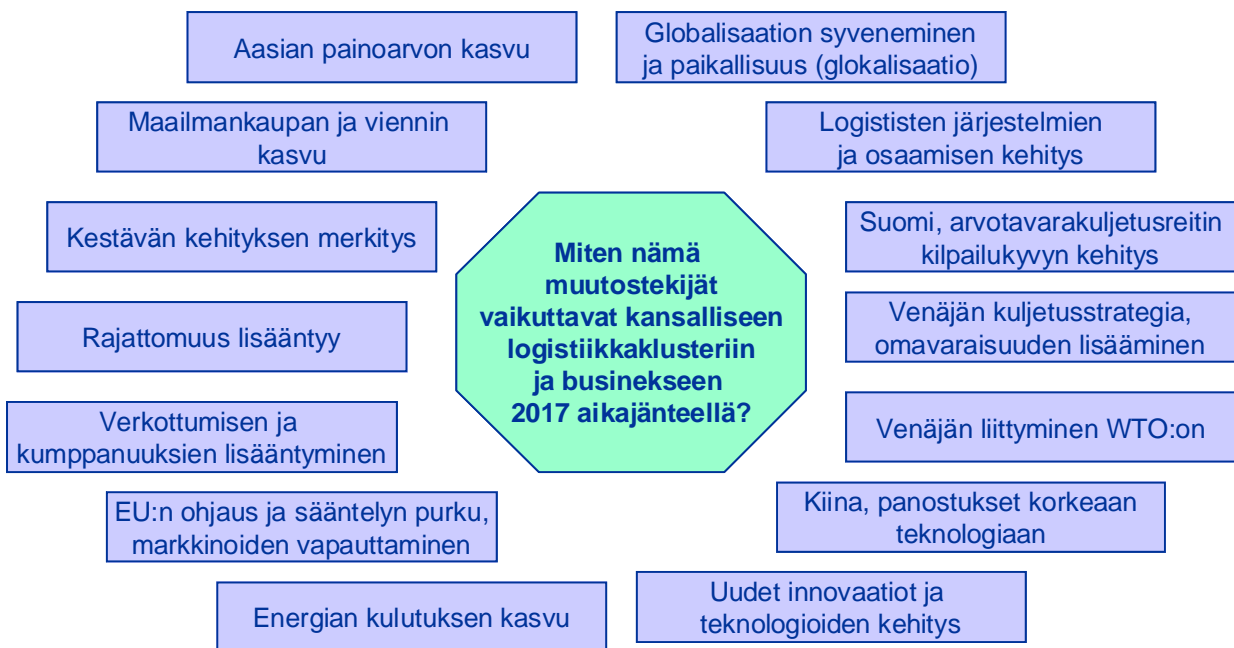 Aasian painoarvon kasvu
Globalisaation syveneminen
ja paikallisuus (glokalisaatio)
Maailmankaupan ja viennin
kasvu
Logististen järjestelmien
ja osaamisen kehitys
Kestävän kehityksen merkitys
Suomi, arvotavarakuljetusreitin
kilpailukyvyn kehitys
Miten nämä
muutostekijät
vaikuttavat kansalliseen
logistiikkaklusteriin
ja businekseen
2017 aikajänteellä?
Rajattomuus lisääntyy
Venäjän kuljetusstrategia,
omavaraisuuden lisääminen
Verkottumisen ja
kumppanuuksien lisääntyminen
Venäjän liittyminen WTO:on
EU:n ohjaus ja sääntelyn purku,
markkinoiden vapauttaminen
Kiina, panostukset korkeaan
teknologiaan
Energian kulutuksen kasvu
Uudet innovaatiot ja
teknologioiden kehitys